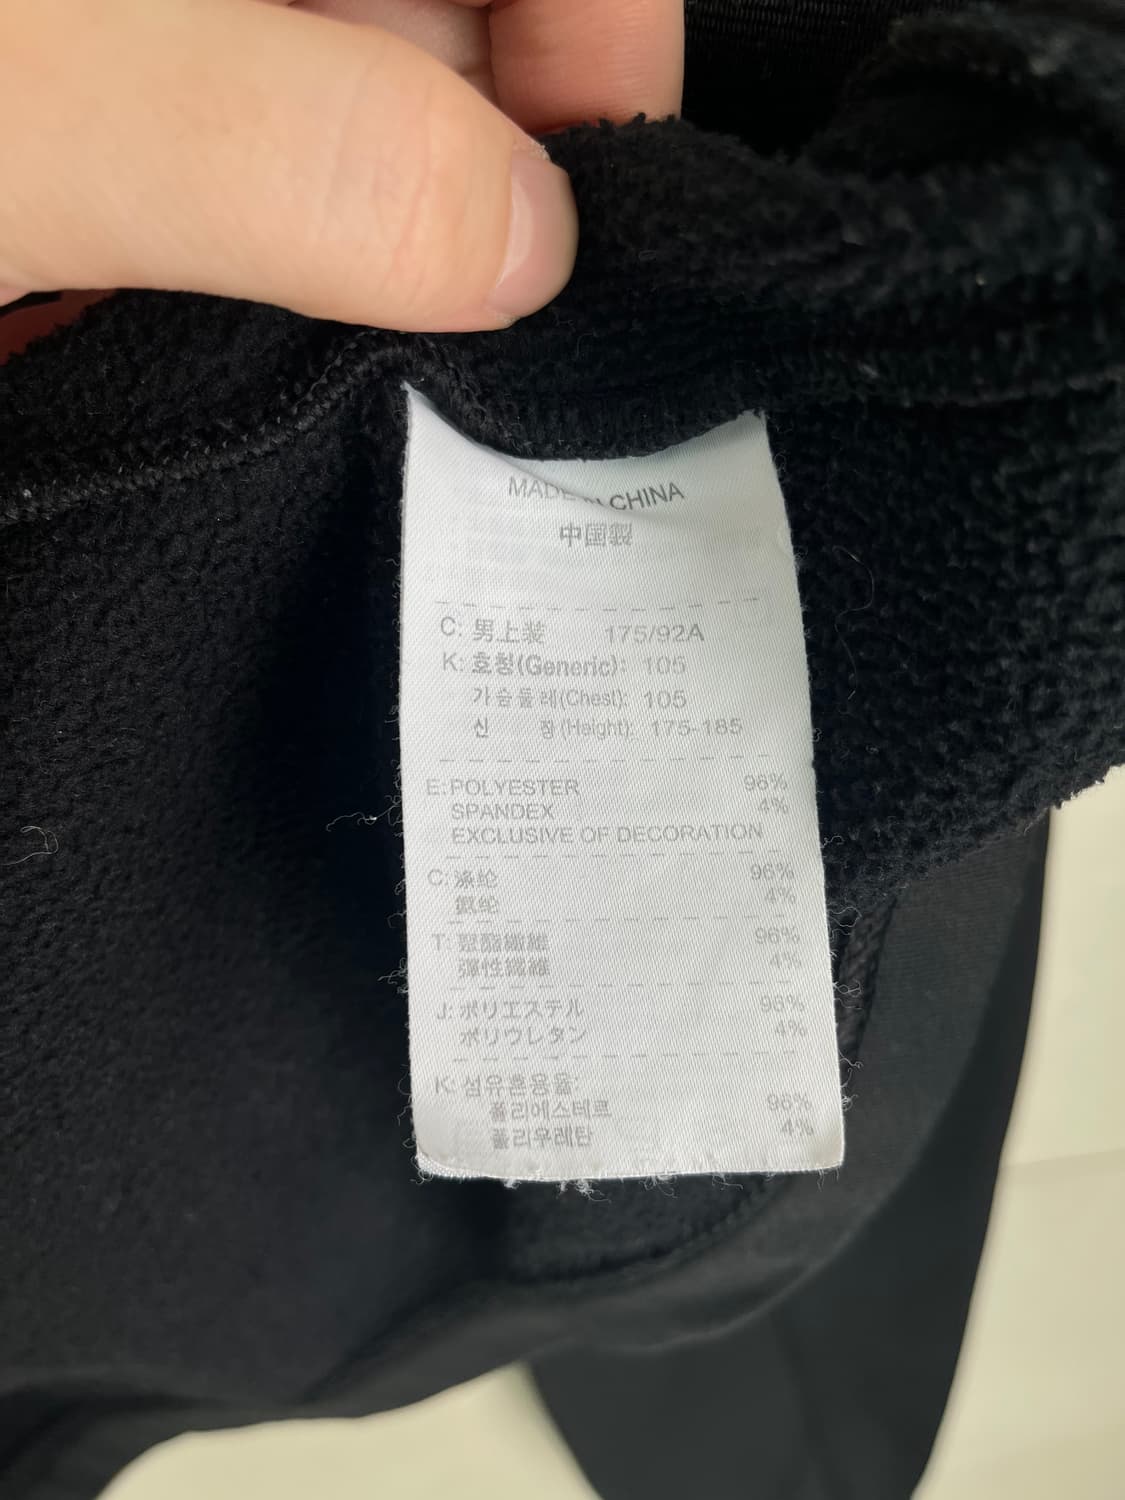 MADE IN CHINA
中国製
C: 男上装 175/92A
K: 호칭(Generic): 105
가슴둘레(Chest): 105
신 장(Height): 175-185
E: POLYESTER 96%
SPANDEX 4%
EXCLUSIVE OF DECORATION
C: 涤纶 96%
氨纶 4%
T: 聚酯纖維 96%
彈性纖維 4%
J: ポリエステル 96%
ポリウレタン 4%
K: 섬유혼용율:
폴리에스테르 96%
폴리우레탄 4%